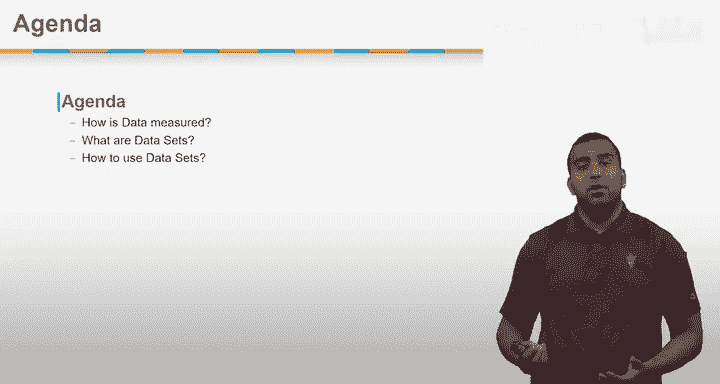 Agenda
Agenda
– How is Data measured?
– What are Data Sets?
– How to use Data Sets?